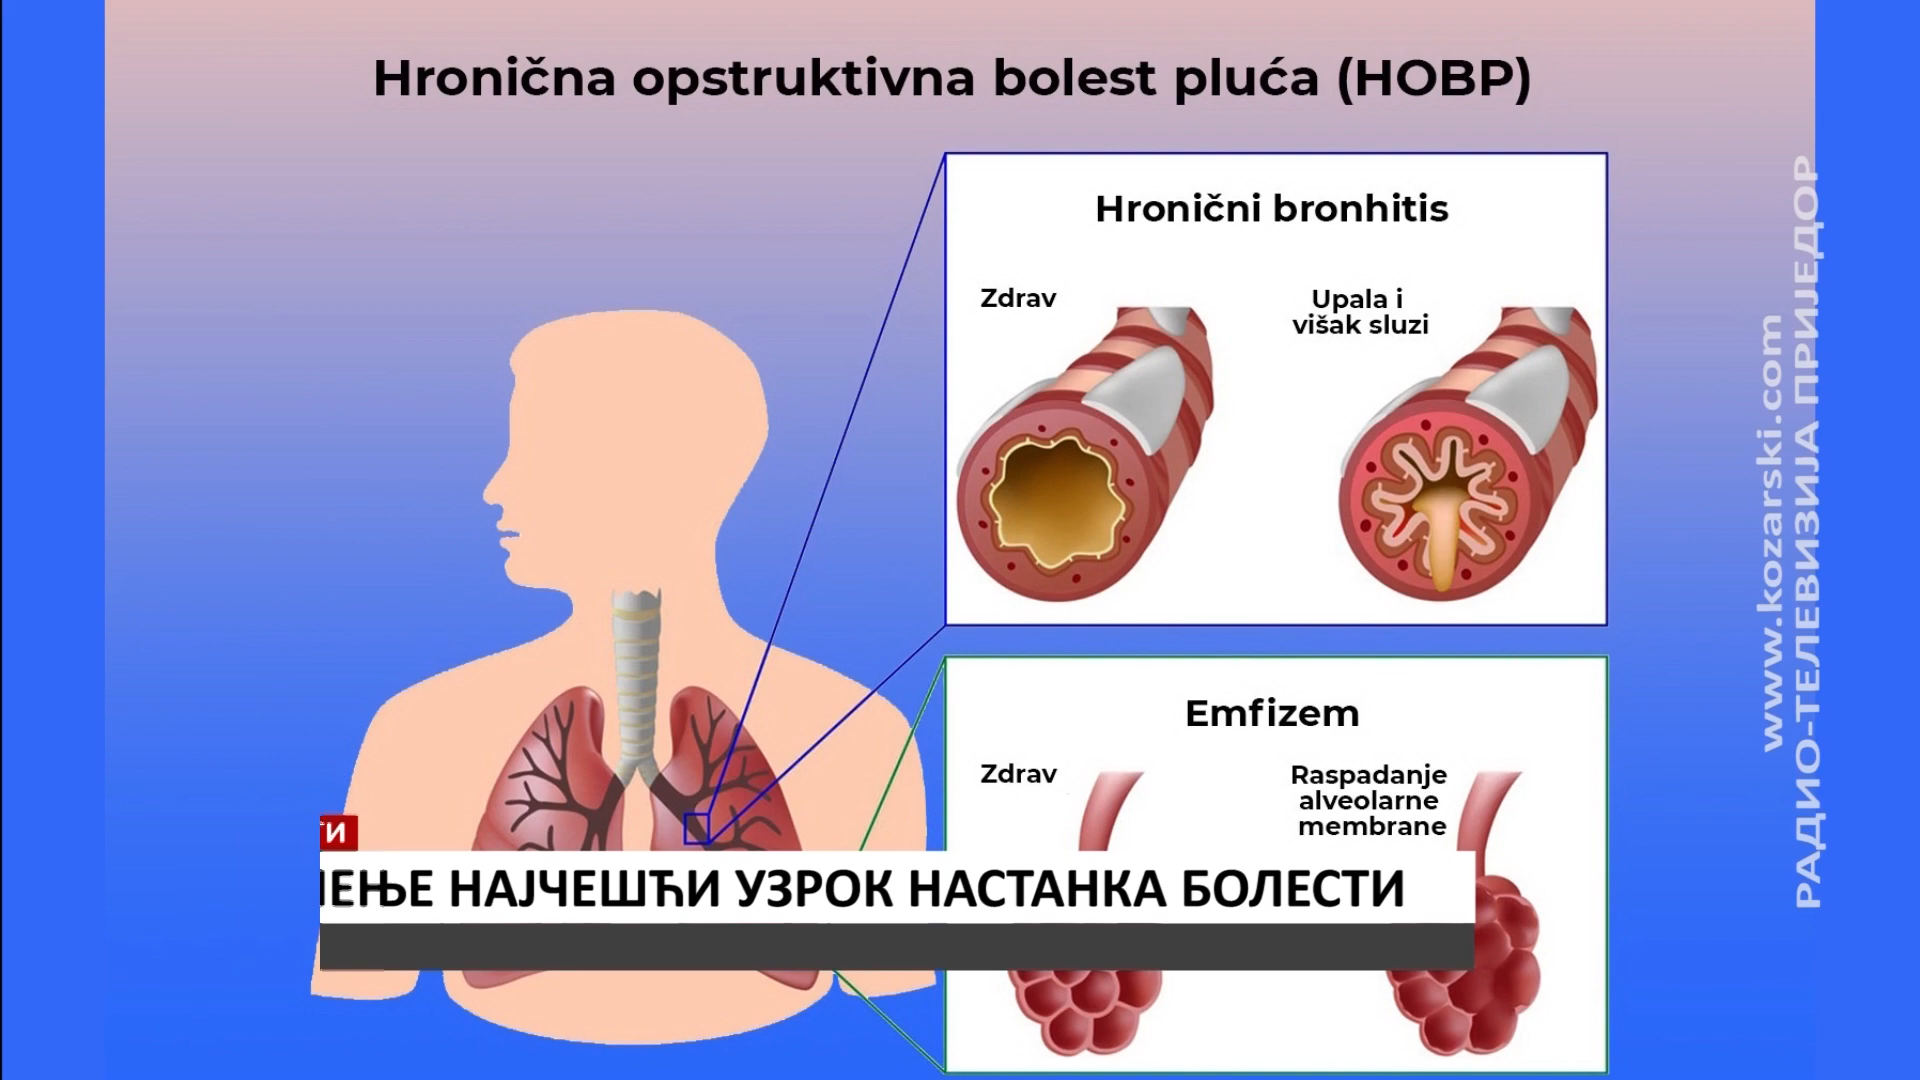 Hronična opstruktivna bolest pluća (HOBP)
Hronični bronhitis
Zdrav
Upala i
višak sluzi
Emfizem
Zdrav
Raspadanje
alveolarne
membrane
НАЈЧЕШЋИ УЗРОК НАСТАНКА БОЛЕСТИ
www.kozarski.com
РАДИО-ТЕЛЕВИЗИЈА ПРИЈЕДОР